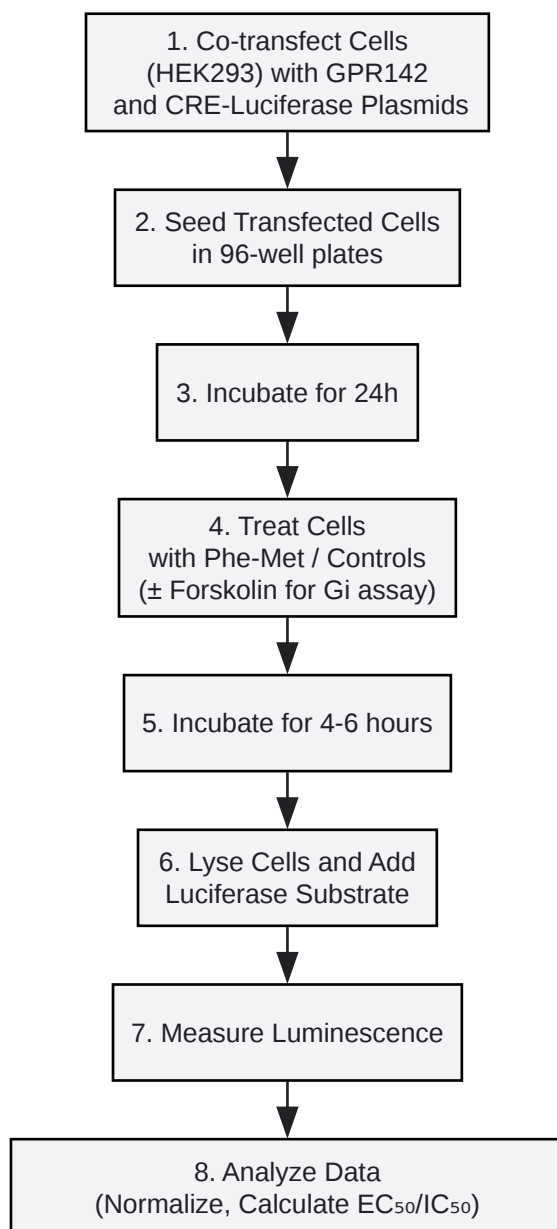 1. Co-transfect Cells
(HEK293) with GPR142
and CRE-Luciferase Plasmids
2. Seed Transfected Cells
in 96-well plates
3. Incubate for 24h
4. Treat Cells
with Phe-Met / Controls
(± Forskolin for Gi assay)
5. Incubate for 4-6 hours
6. Lyse Cells and Add
Luciferase Substrate
7. Measure Luminescence
8. Analyze Data
(Normalize, Calculate EC₅₀/IC₅₀)